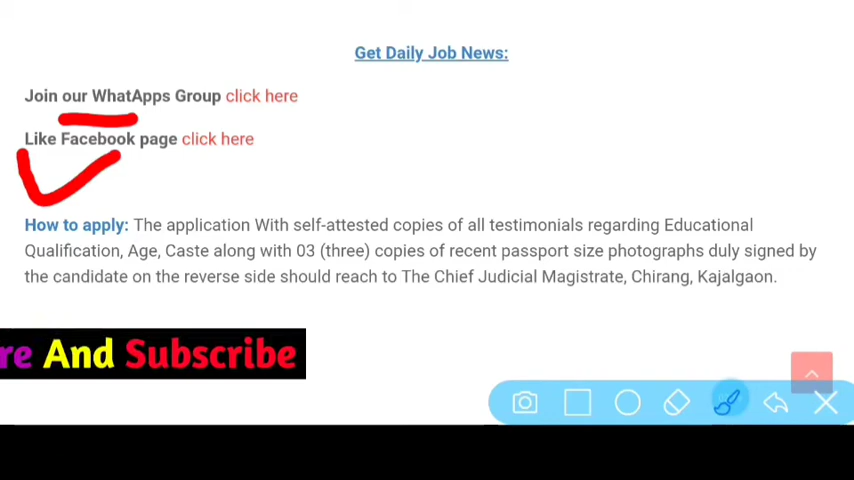 Get Daily Job News:
Join our WhatApps Group click here
Like Facebook page click here
How to apply: The application With self-attested copies of all testimonials regarding Educational
Qualification, Age, Caste along with 03 (three) copies of recent passport size photographs duly signed by
the candidate on the reverse side should reach to The Chief Judicial Magistrate, Chirang, Kajalgaon.
re And Subscribe